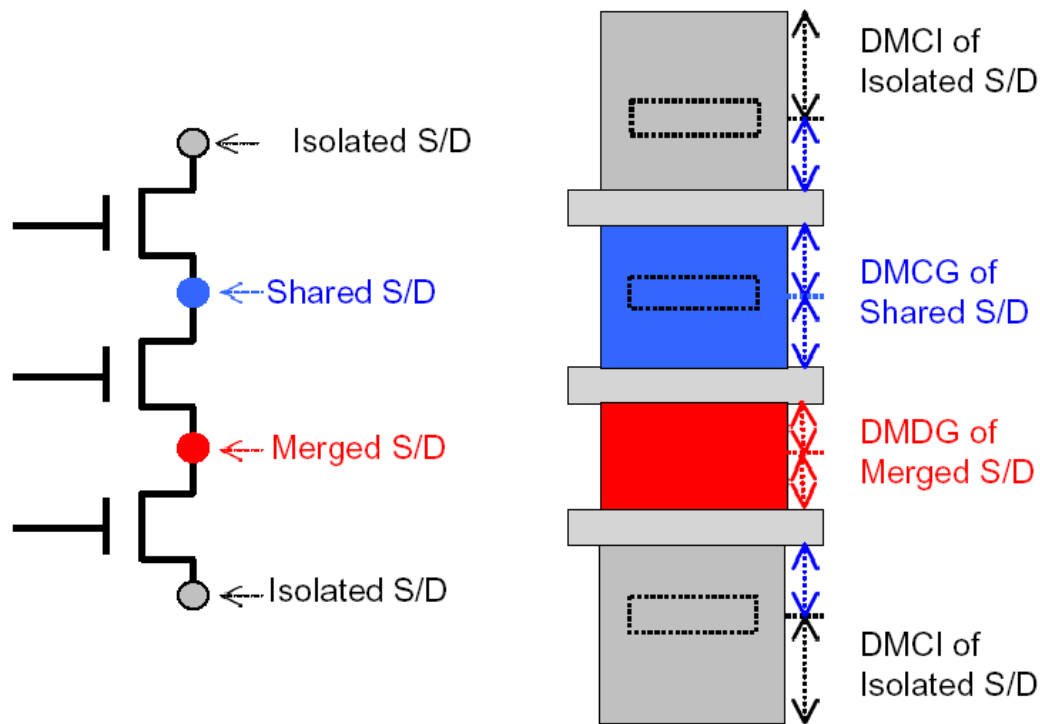 Isolated S/D
Shared S/D
Merged S/D
Isolated S/D
DMCI of
Isolated S/D
DMCG of
Shared S/D
DMDG of
Merged S/D
DMCI of
Isolated S/D